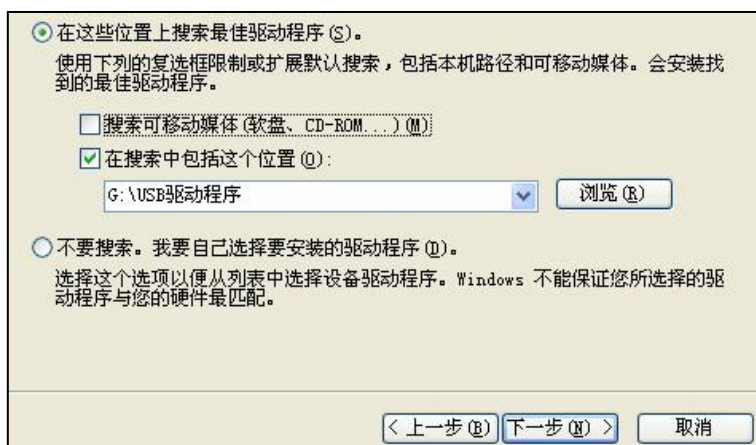 在这些位置上搜索最佳驱动程序(S)。
使用下列的复选框限制或扩展默认搜索，包括本机路径和可移动媒体。会安装找
到的最佳驱动程序。
搜索可移动媒体(软盘、CD-ROM...)(M)
在搜索中包括这个位置(O):
G:\USB驱动程序
浏览(R)
不要搜索。我要自己选择要安装的驱动程序(D)。
选择这个选项以便从列表中选择设备驱动程序。Windows 不能保证您所选择的驱
动程序与您的硬件最匹配。
< 上一步(B) 下一步(N) > 取消